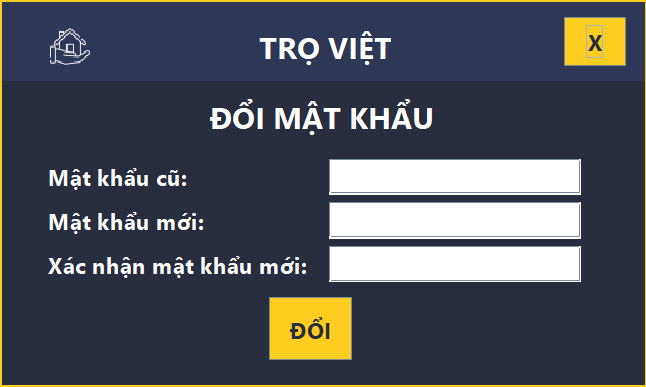 TRỌ VIỆT
X
ĐỔI MẬT KHẨU
Mật khẩu cũ:
Mật khẩu mới:
Xác nhận mật khẩu mới:
ĐỔI